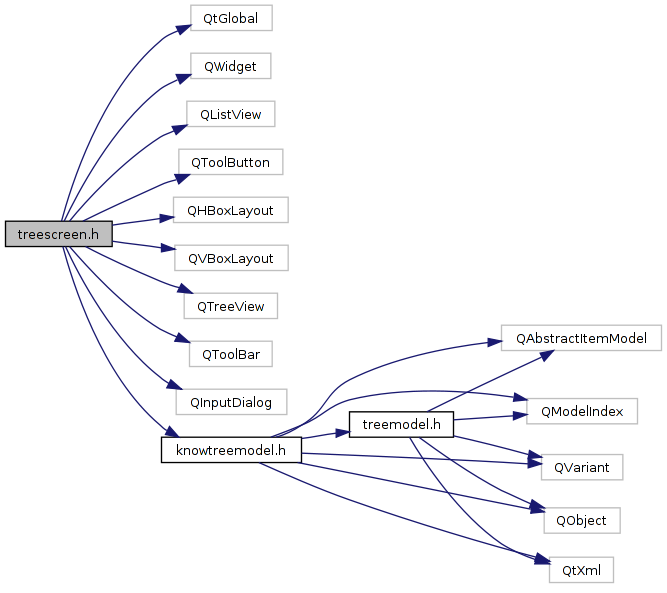 QtGlobal
QWidget
QListView
QToolButton
QHBoxLayout
treescreen.h
QVBoxLayout
QTreeView
QToolBar
QAbstractItemModel
QInputDialog
QModelIndex
treemodel.h
knowtreemodel.h
QVariant
QObject
QtXml